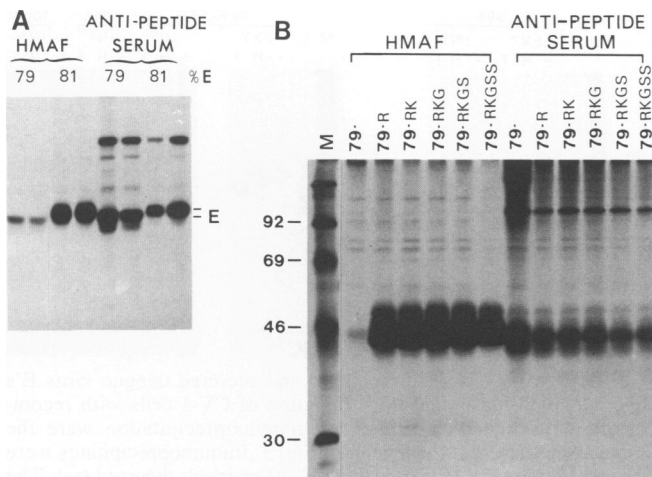 A
ANTI-PEPTIDE
HMAF SERUM
79 81 79 81 %E
E
B
HMAF
ANTI-PEPTIDE
SERUM
M 79- 79-R 79-RK 79-RKG 79-RKGS 79-RKGSS 79- 79-R 79-RK 79-RKG 79-RKGS 79-RKGSS
92
69
46
30